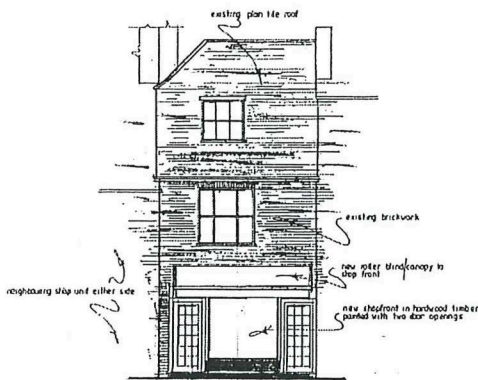 existing plan tile roof
existing brickwork
new roller blind/canopy to
shop front
neighbouring shop unit either side
new shopfront in hardwood timber
painted with two door openings